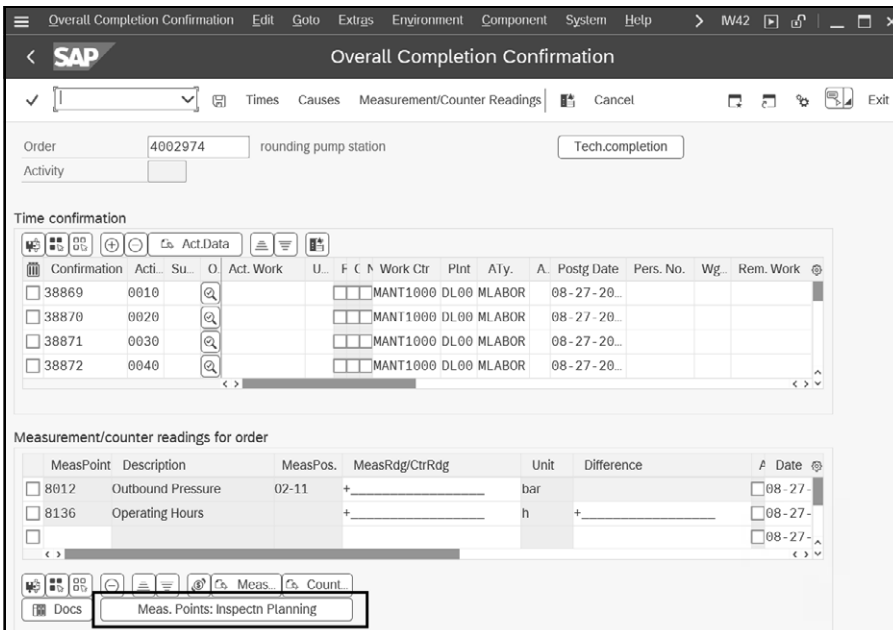 Overall Completion Confirmation Edit Goto Extras Environment Component System Help IW42
SAP Overall Completion Confirmation
Times Causes Measurement/Counter Readings Cancel Exit
Order 4002974 rounding pump station Tech.completion
Activity
Time confirmation
Act.Data
Confirmation Acti... Su... O. Act. Work U... F C N Work Ctr Plnt ATy. A.. Postg Date Pers. No. Wg... Rem. Work
38869 0010 MANT1000 DL00 MLABOR 08-27-20...
38870 0020 MANT1000 DL00 MLABOR 08-27-20...
38871 0030 MANT1000 DL00 MLABOR 08-27-20...
38872 0040 MANT1000 DL00 MLABOR 08-27-20...
Measurement/counter readings for order
MeasPoint Description MeasPos. MeasRdg/CtrRdg Unit Difference A Date
8012 Outbound Pressure 02-11 +_________________ bar 08-27-
8136 Operating Hours +_________________ h +_________________ 08-27-
08-27-
Meas... Count...
Docs Meas. Points: Inspectn Planning